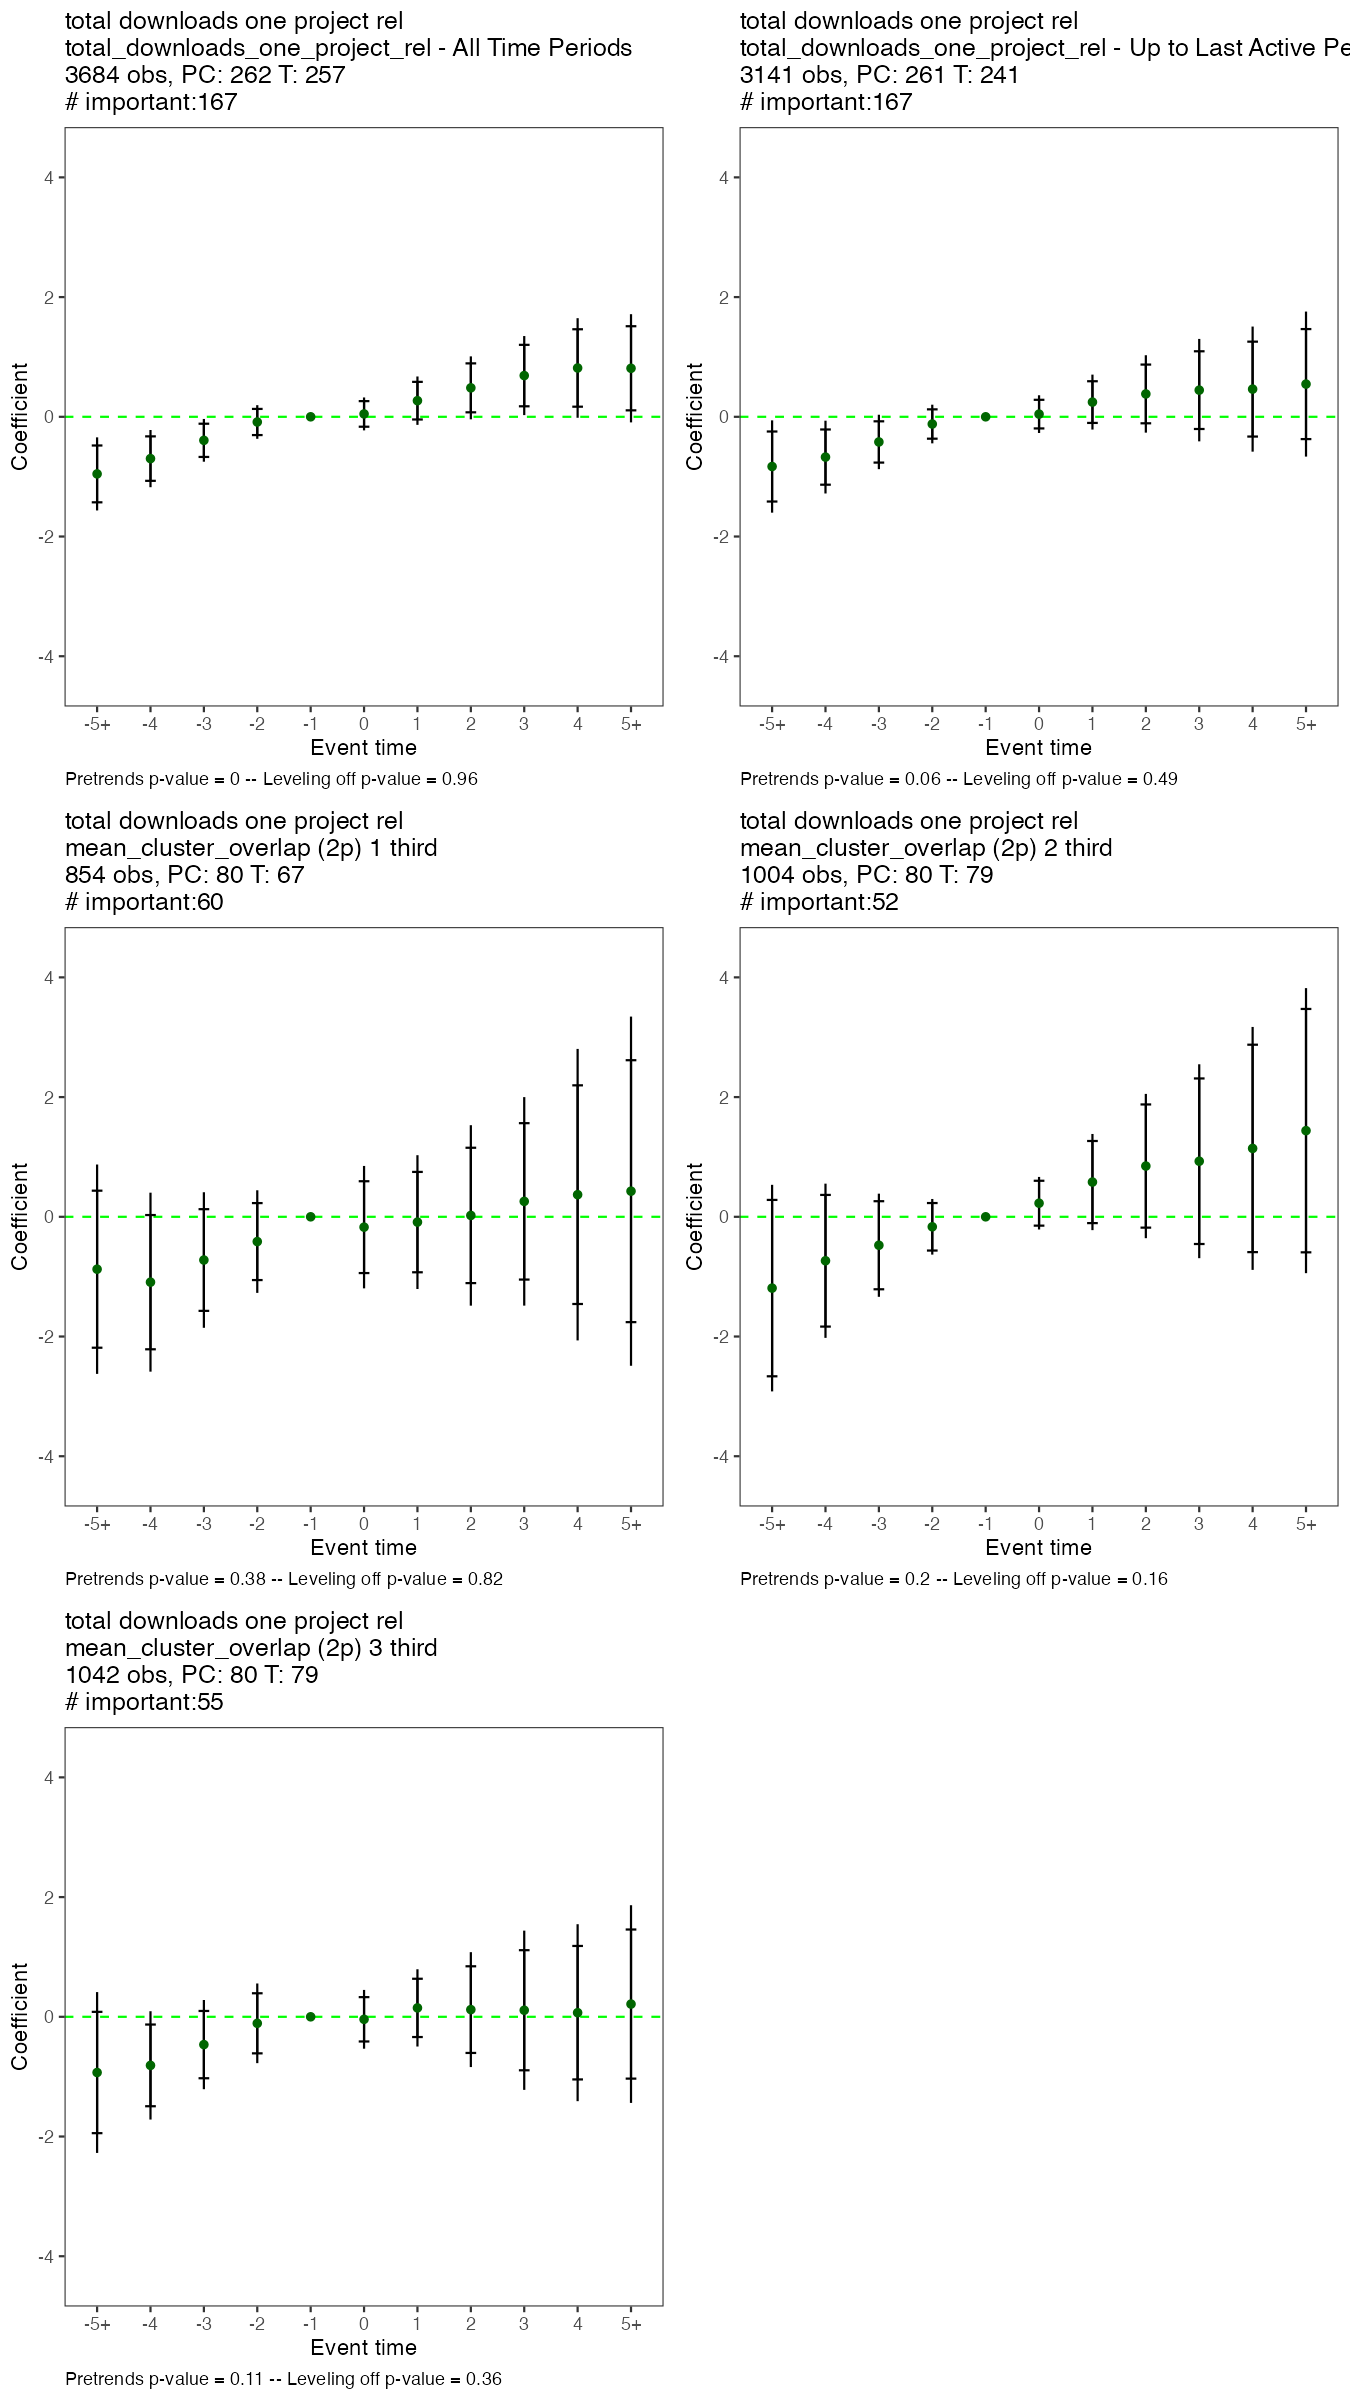 total downloads one project rel
total_downloads_one_project_rel - All Time Periods
3684 obs, PC: 262 T: 257
# important:167
4
2
0
-2
-4
Coefficient
-5+ -4 -3 -2 -1 0 1 2 3 4 5+
Event time
Pretrends p-value = 0 -- Leveling off p-value = 0.96
total downloads one project rel
total_downloads_one_project_rel - Up to Last Active Pe
3141 obs, PC: 261 T: 241
# important:167
4
2
0
-2
-4
Coefficient
-5+ -4 -3 -2 -1 0 1 2 3 4 5+
Event time
Pretrends p-value = 0.06 -- Leveling off p-value = 0.49
total downloads one project rel
mean_cluster_overlap (2p) 1 third
854 obs, PC: 80 T: 67
# important:60
4
2
0
-2
-4
Coefficient
-5+ -4 -3 -2 -1 0 1 2 3 4 5+
Event time
Pretrends p-value = 0.38 -- Leveling off p-value = 0.82
total downloads one project rel
mean_cluster_overlap (2p) 2 third
1004 obs, PC: 80 T: 79
# important:52
4
2
0
-2
-4
Coefficient
-5+ -4 -3 -2 -1 0 1 2 3 4 5+
Event time
Pretrends p-value = 0.2 -- Leveling off p-value = 0.16
total downloads one project rel
mean_cluster_overlap (2p) 3 third
1042 obs, PC: 80 T: 79
# important:55
4
2
0
-2
-4
Coefficient
-5+ -4 -3 -2 -1 0 1 2 3 4 5+
Event time
Pretrends p-value = 0.11 -- Leveling off p-value = 0.36